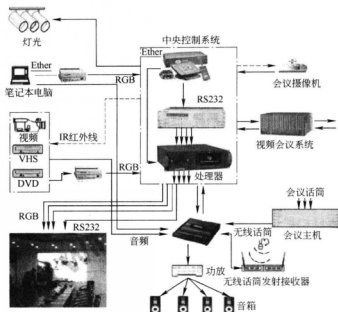 灯光
中央控制系统
Ether
Ether
RGB
笔记本电脑
会议摄像机
RS232
视频
IR红外线
VHS
视频会议系统
DVD
RGB
处理器
RGB
RS232
会议话筒
音频
无线话筒
会议主机
功放
无线话筒发射接收器
音箱